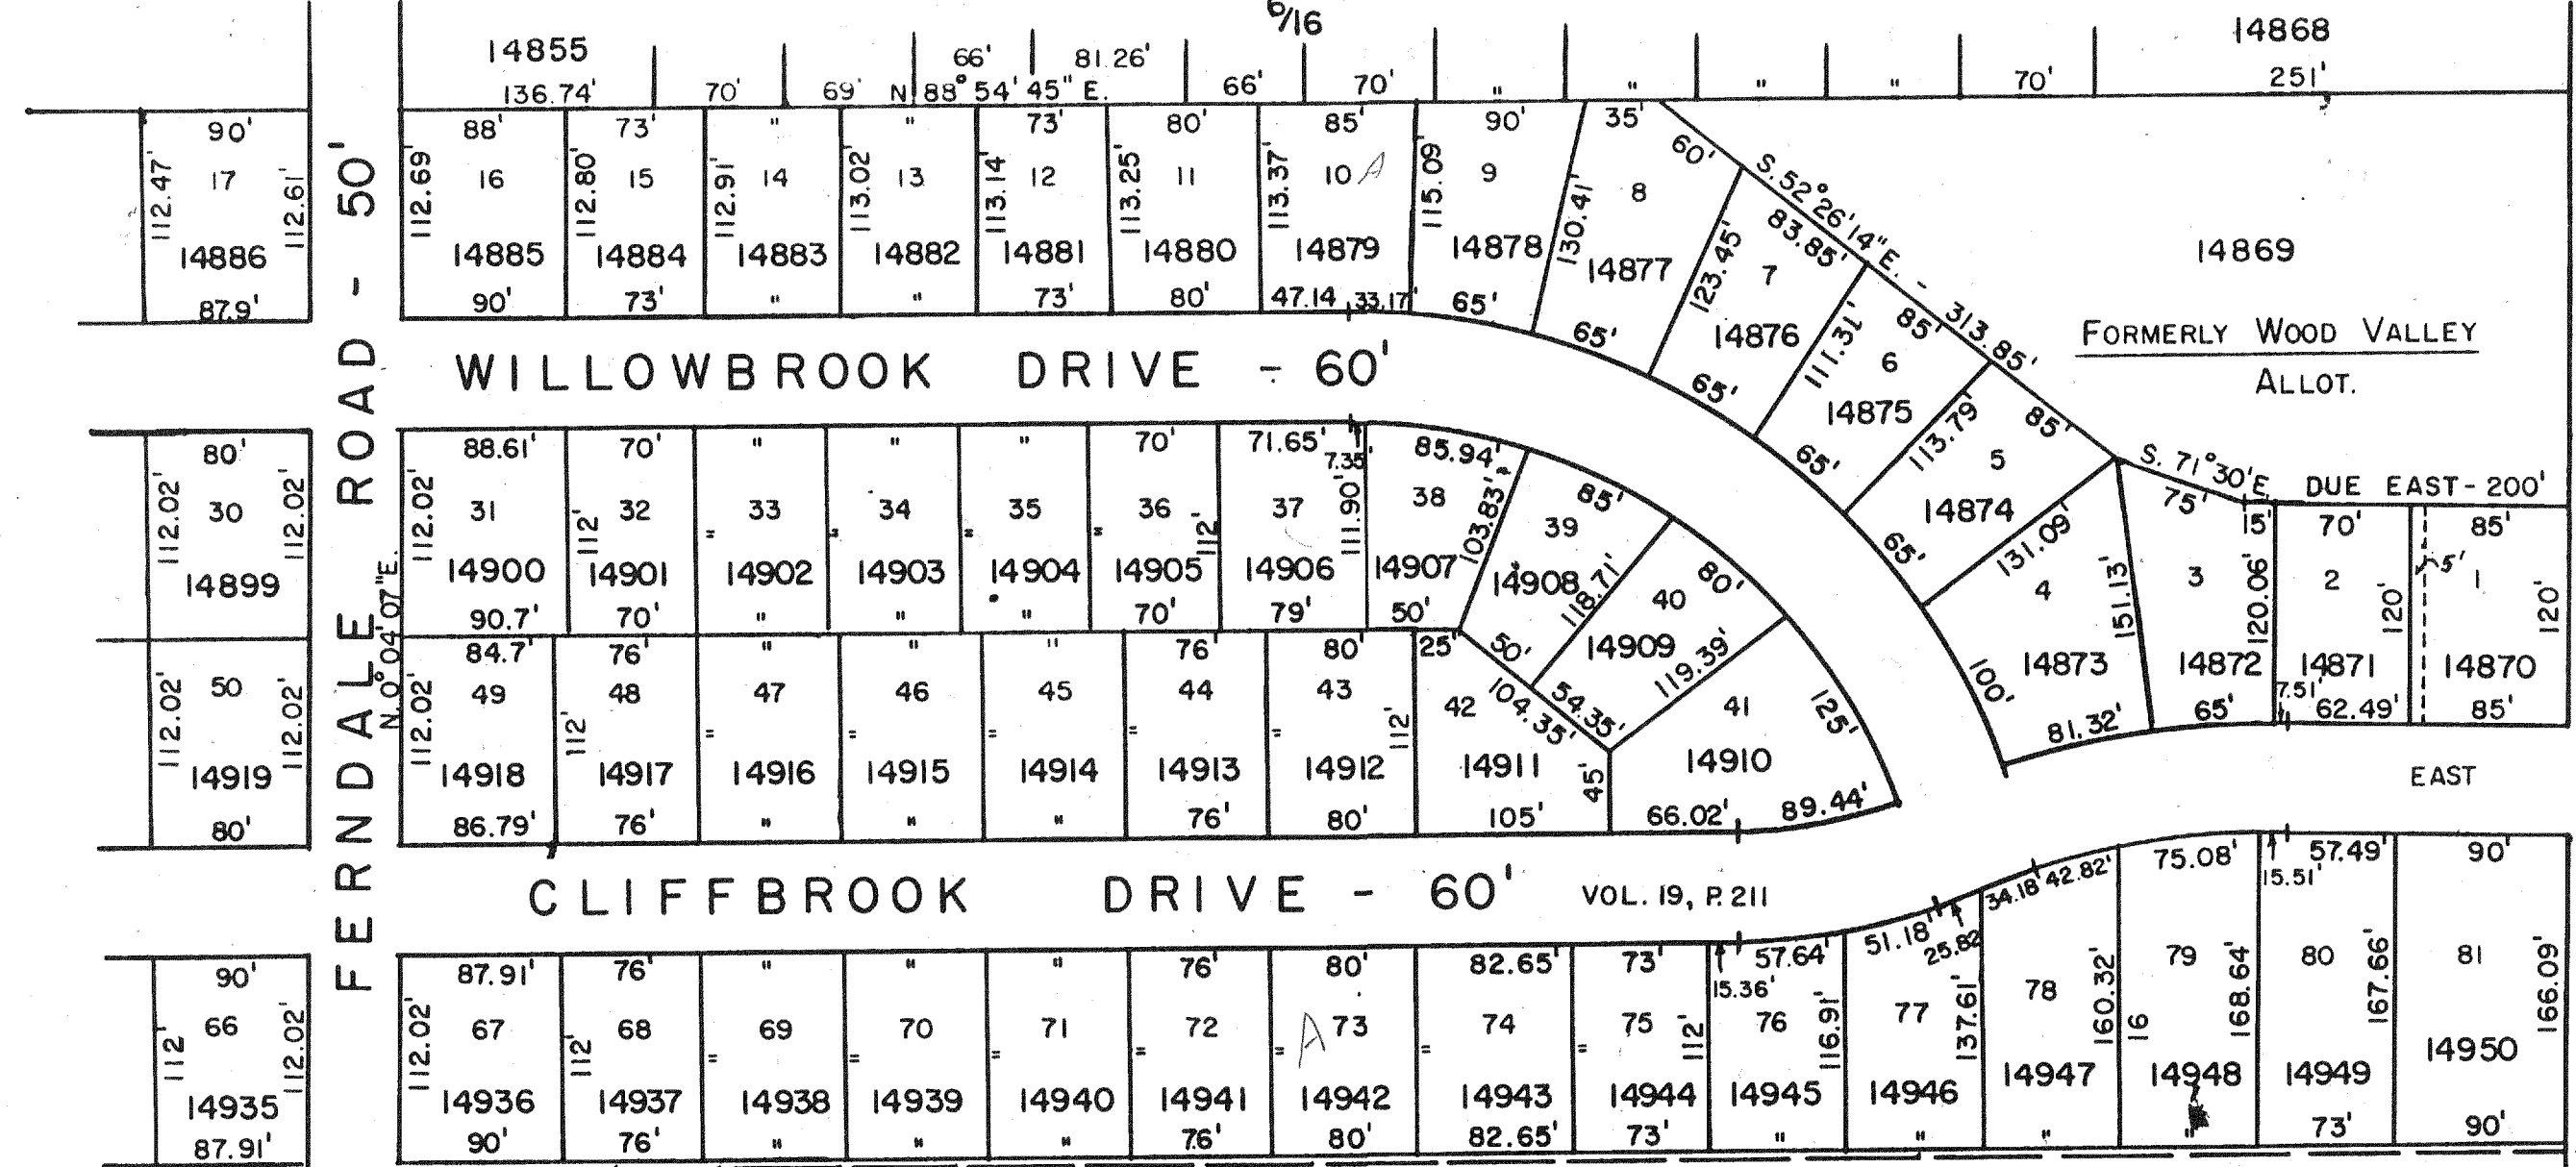 6/16
14855 66' 81.26' 14868
136.74' 70' 69' N 88° 54' 45" E. 66' 70' " " " " 70' 251'
90' 88' 73' " " 73' 80' 85' 90' 35' 60'
17 16 15 14 13 12 11 10 A 9 8
112.47' 112.61' 112.69' 112.80' 112.91' 113.02' 113.14' 113.25' 113.37' 115.09' 130.41' 123.45'
14886 14885 14884 14883 14882 14881 14880 14879 14878 14877
87.9' 90' 73' " " 73' 80' 47.14 33.17' 65' 65'
S. 52° 26' 14" E. - 313.85'
83.85' 7 14876 65' 111.31'
85' 6 14875 65' 113.79'
85' 5 14874 65' 131.09'
14869
FORMERLY WOOD VALLEY
ALLOT.
FERNDALE ROAD - 50'
N. 0° 04' 07" E.
WILLOWBROOK DRIVE - 60'
80' 88.61' 70' " " " 70' 71.65' 7.35' 85.94' 85' 80'
30 31 32 33 34 35 36 37 38 39 40
112.02' 112.02' 112.02' 112' " " " " 112' 111.90' 103.83' 118.71' 119.39'
14899 14900 14901 14902 14903 14904 14905 14906 14907 14908 14909
90.7' 70' " " " 70' 79' 50' 50' 54.35'
S. 71° 30' E. DUE EAST - 200'
75' 15' 70' 85'
4 3 2 5' 1
151.13' 120.06' 120' 120'
14873 14872 14871 14870
100' 81.32' 65' 7.51' 62.49' 85'
84.7' 76' " " " 76' 80' 25' 104.35'
50 49 48 47 46 45 44 43 42 41
112.02' 112.02' 112.02' 112' " " " " " 112' 45' 125'
14919 14918 14917 14916 14915 14914 14913 14912 14911 14910
80' 86.79' 76' " " " 76' 80' 105' 66.02' 89.44'
EAST
CLIFFBROOK DRIVE - 60' VOL. 19, P. 211
90' 87.91' 76' " " " 76' 80' 82.65' 73' 15.36' 57.64' 51.18' 25.82 34.18' 42.82' 75.08' 15.51' 57.49' 90'
66 67 68 69 70 71 72 A 73 74 75 76 77 78 79 80 81
112' 112.02' 112.02' 112' " " " " " " " 112' 116.91' 137.61' 160.32' 16 168.64' 167.66' 166.09'
14935 14936 14937 14938 14939 14940 14941 14942 14943 14944 14945 14946 14947 14948 14949 14950
87.91' 90' 76' " " " 76' 80' 82.65' 73' " " " " 73' 90'